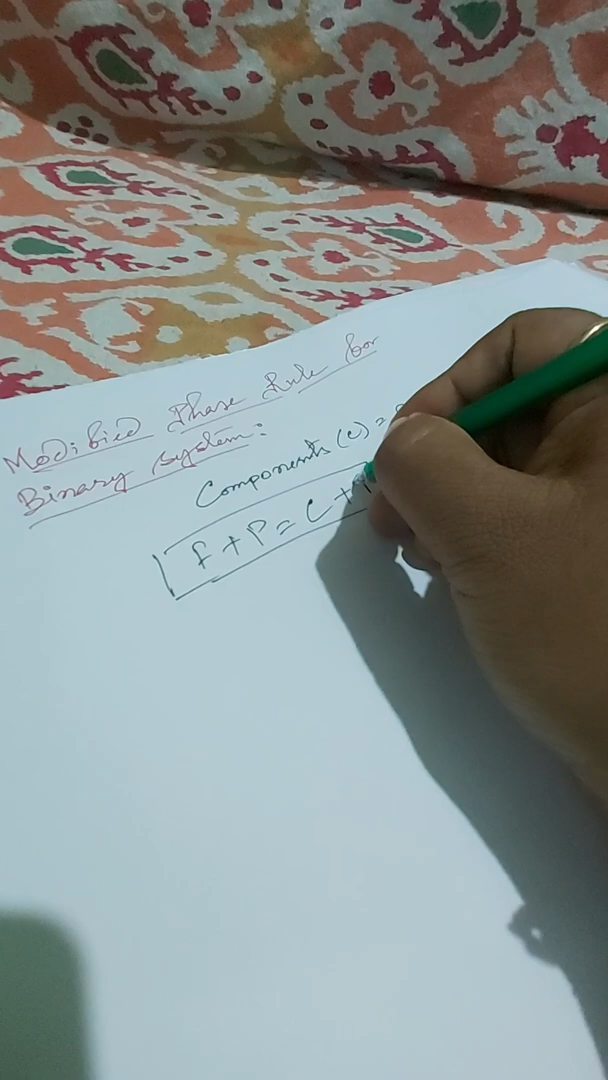 Modified Phase Rule for
Binary System:
Components (c) =
F + P = C +